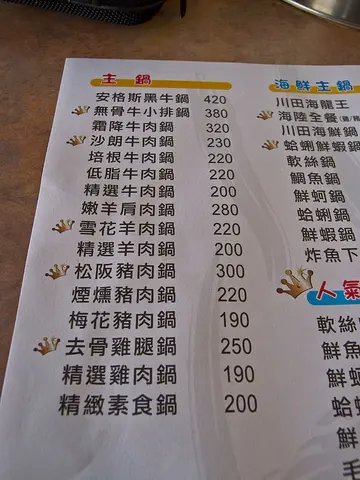 主鍋
安格斯黑牛鍋 420
無骨牛小排鍋 380
霜降牛肉鍋 320
沙朗牛肉鍋 230
培根牛肉鍋 220
低脂牛肉鍋 220
精選牛肉鍋 200
嫩羊肩肉鍋 280
雪花羊肉鍋 220
精選羊肉鍋 200
松阪豬肉鍋 300
煙燻豬肉鍋 220
梅花豬肉鍋 190
去骨雞腿鍋 250
精選雞肉鍋 190
精緻素食鍋 200
海鮮主鍋
川田海龍王
海陸全餐
川田海鮮鍋
蛤蜊鮮蝦鍋
軟絲鍋
鯛魚鍋
鮮蚵鍋
蛤蜊鍋
鮮蝦鍋
炸魚下
人氣
軟絲
鮮魚
鮮
鮮蚵
蛤蛤
鮮
毛